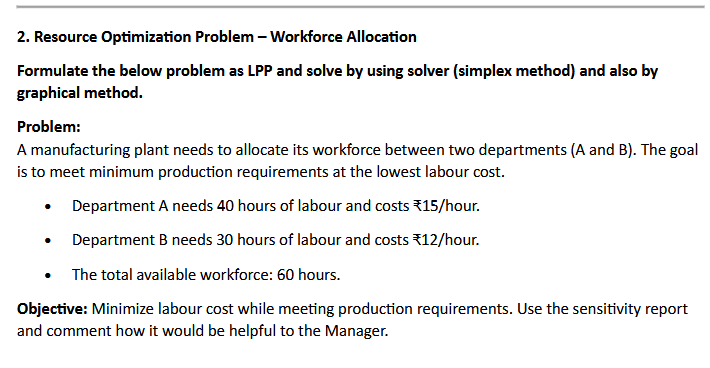 2. Resource Optimization Problem – Workforce Allocation
Formulate the below problem as LPP and solve by using solver (simplex method) and also by
graphical method.
Problem:
A manufacturing plant needs to allocate its workforce between two departments (A and B). The goal
is to meet minimum production requirements at the lowest labour cost.
• Department A needs 40 hours of labour and costs ₹15/hour.
• Department B needs 30 hours of labour and costs ₹12/hour.
• The total available workforce: 60 hours.
Objective: Minimize labour cost while meeting production requirements. Use the sensitivity report
and comment how it would be helpful to the Manager.